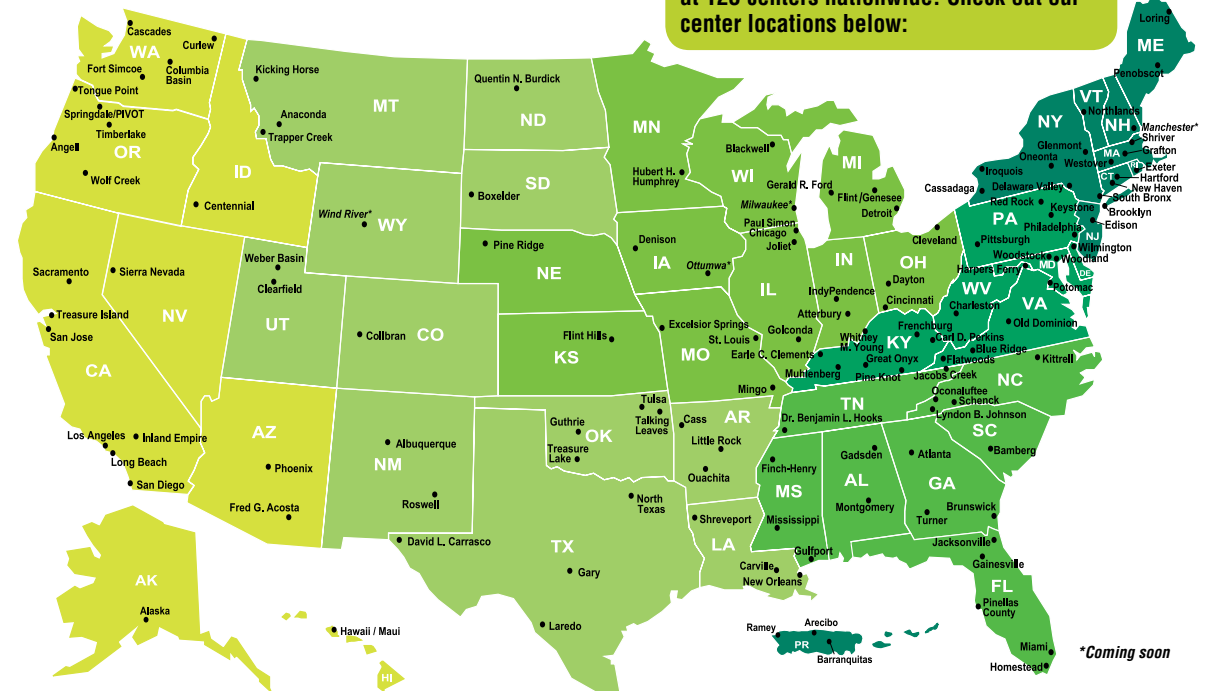 at 125 centers nationwide! Check out our
center locations below:
Cascades
WA
Curlew
Fort Simcoe
Columbia
Basin
Tongue Point
Springdale/PIVOT
Timberlake
Angell
OR
Wolf Creek
ID
Centennial
Kicking Horse
MT
Anaconda
Trapper Creek
Quentin N. Burdick
ND
SD
Boxelder
Wind River*
WY
Pine Ridge
NE
Sacramento
Sierra Nevada
Treasure Island
San Jose
NV
CA
Weber Basin
Clearfield
UT
Collbran
CO
Flint Hills
KS
Los Angeles
Inland Empire
Long Beach
San Diego
AZ
Phoenix
Fred G. Acosta
Albuquerque
NM
Roswell
Tulsa
Guthrie
Talking
Leaves
OK
Treasure
Lake
North
Texas
David L. Carrasco
TX
Gary
Laredo
MN
Hubert H.
Humphrey
Blackwell
WI
Milwaukee*
MI
Gerald R. Ford
Flint/Genesee
Detroit
Paul Simon
Chicago
Joliet
Denison
IA
Ottumwa*
IL
IN
OH
Cleveland
Dayton
Cincinnati
IndyPendence
Atterbury
Excelsior Springs
St. Louis
MO
Golconda
Earle C. Clements
Mingo
Whitney
M. Young
Frenchburg
KY
Carl D. Perkins
Great Onyx
Muhlenberg
Pine Knot
Cass
AR
Little Rock
Ouachita
Shreveport
LA
Carville
New Orleans
TN
Dr. Benjamin L. Hooks
Jacobs Creek
Flatwoods
Blue Ridge
Finch-Henry
MS
Mississippi
Gulfport
Gadsden
AL
Montgomery
Atlanta
GA
Turner
Brunswick
Oconaluftee
Schenck
Lyndon B. Johnson
NC
Kittrell
SC
Bamberg
Jacksonville
Gainesville
FL
Pinellas
County
Miami
Homestead
Loring
ME
Penobscot
VT
Northlands
NH
Manchester*
Shriver
NY
Glenmont
Oneonta
MA
Grafton
Westover
RI
Exeter
CT
Hartford
New Haven
Iroquois
Cassadaga
Delaware Valley
South Bronx
Brooklyn
Edison
PA
Red Rock
Keystone
Philadelphia
Pittsburgh
NJ
Wilmington
Woodstock
Woodland
MD
DE
Harpers Ferry
Potomac
WV
Charleston
VA
Old Dominion
AK
Alaska
Hawaii / Maui
HI
Ramey
Arecibo
PR
Barranquitas
*Coming soon